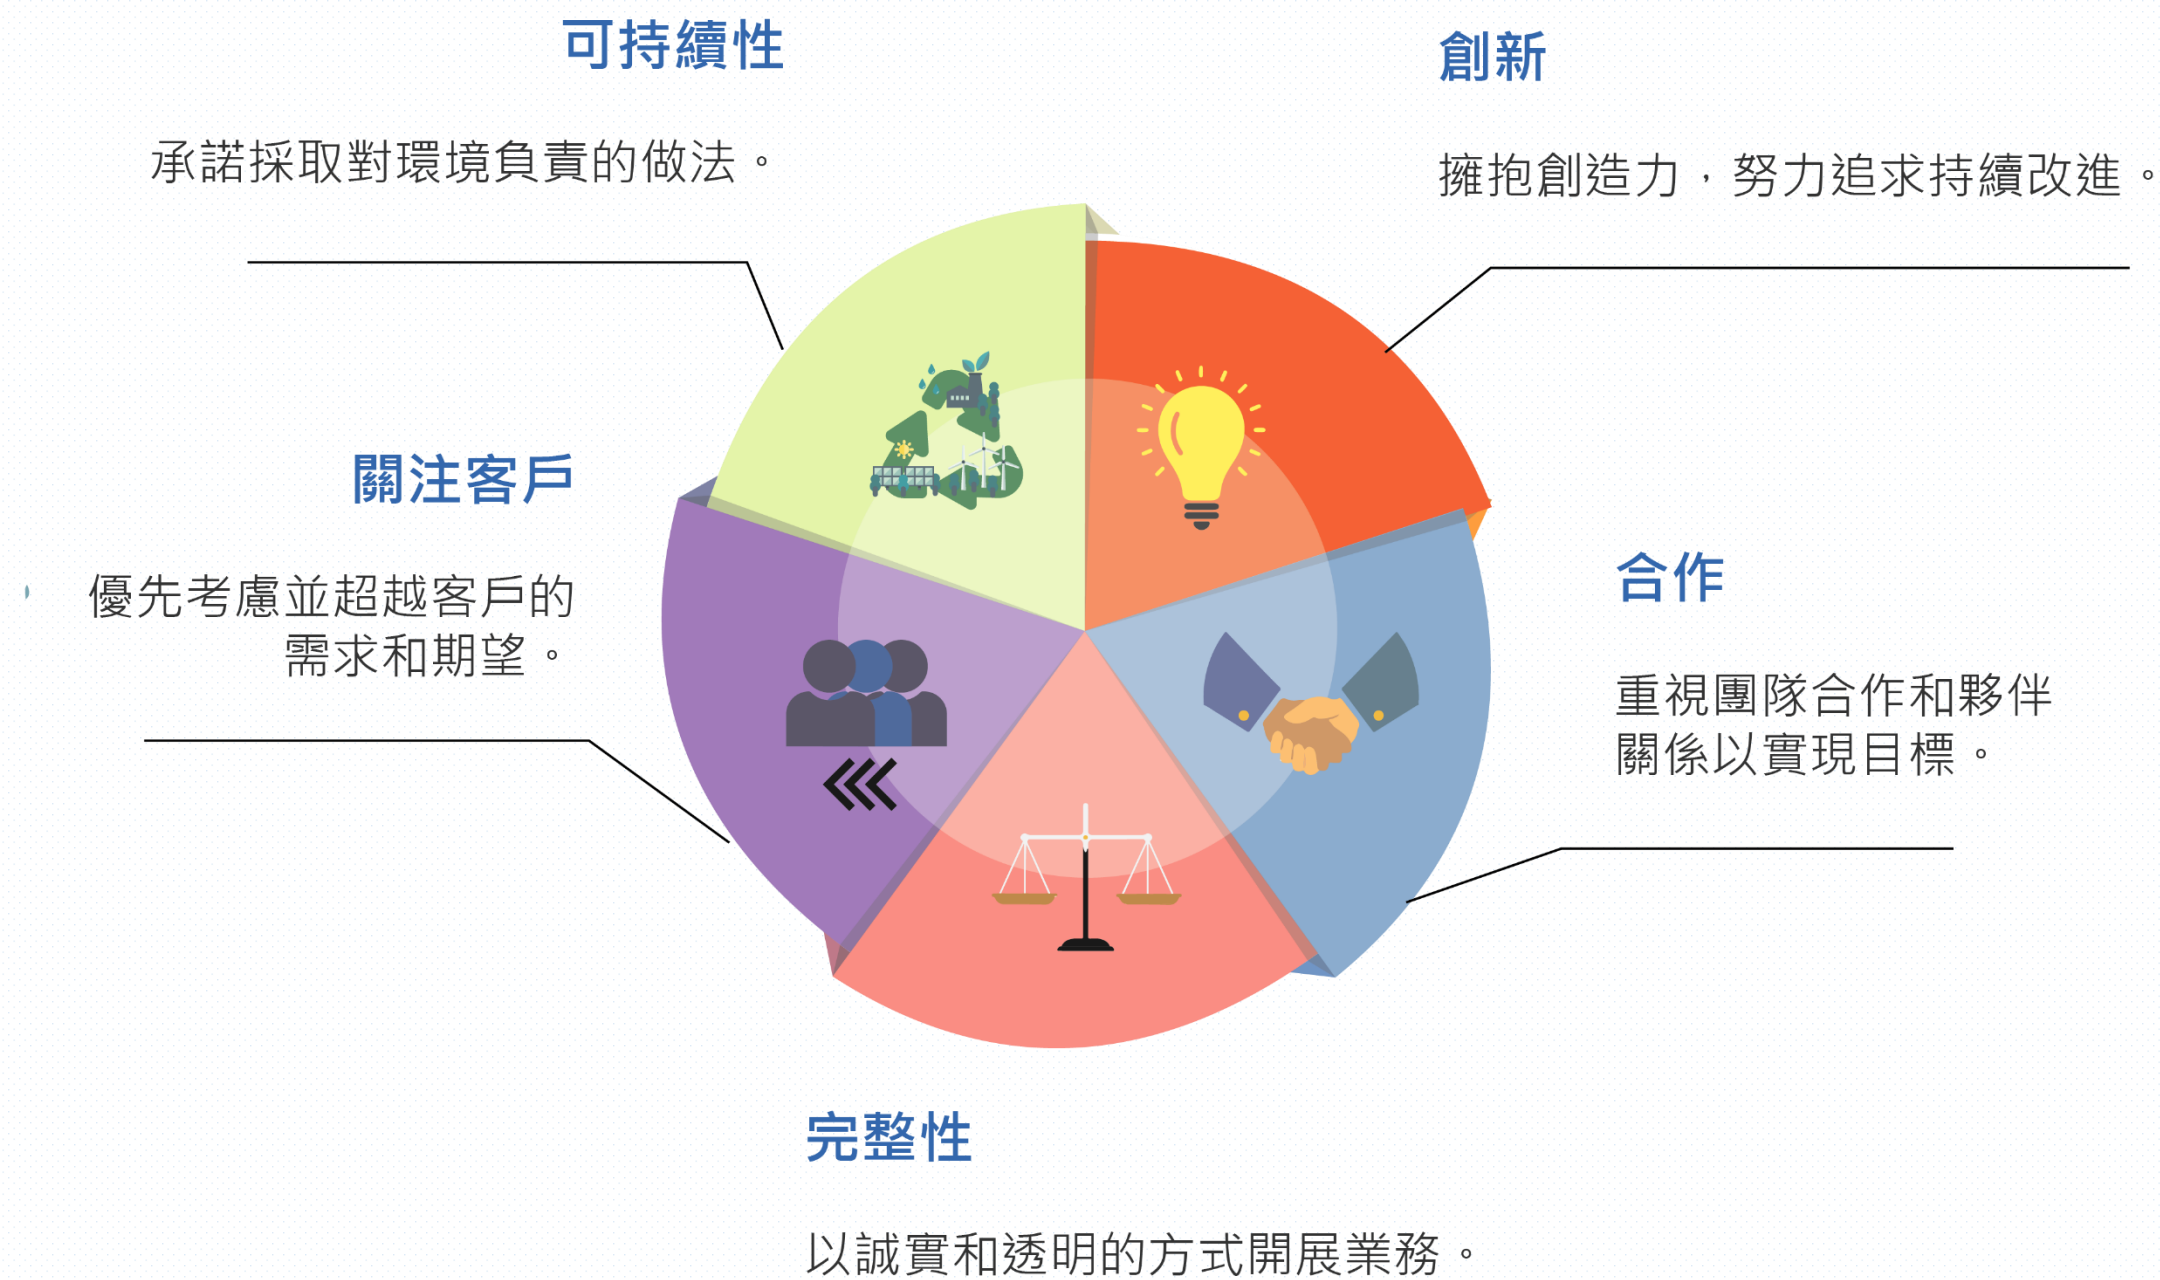 可持續性
承諾採取對環境負責的做法。
創新
擁抱創造力，努力追求持續改進。
關注客戶
優先考慮並超越客戶的
需求和期望。
合作
重視團隊合作和夥伴
關係以實現目標。
完整性
以誠實和透明的方式開展業務。